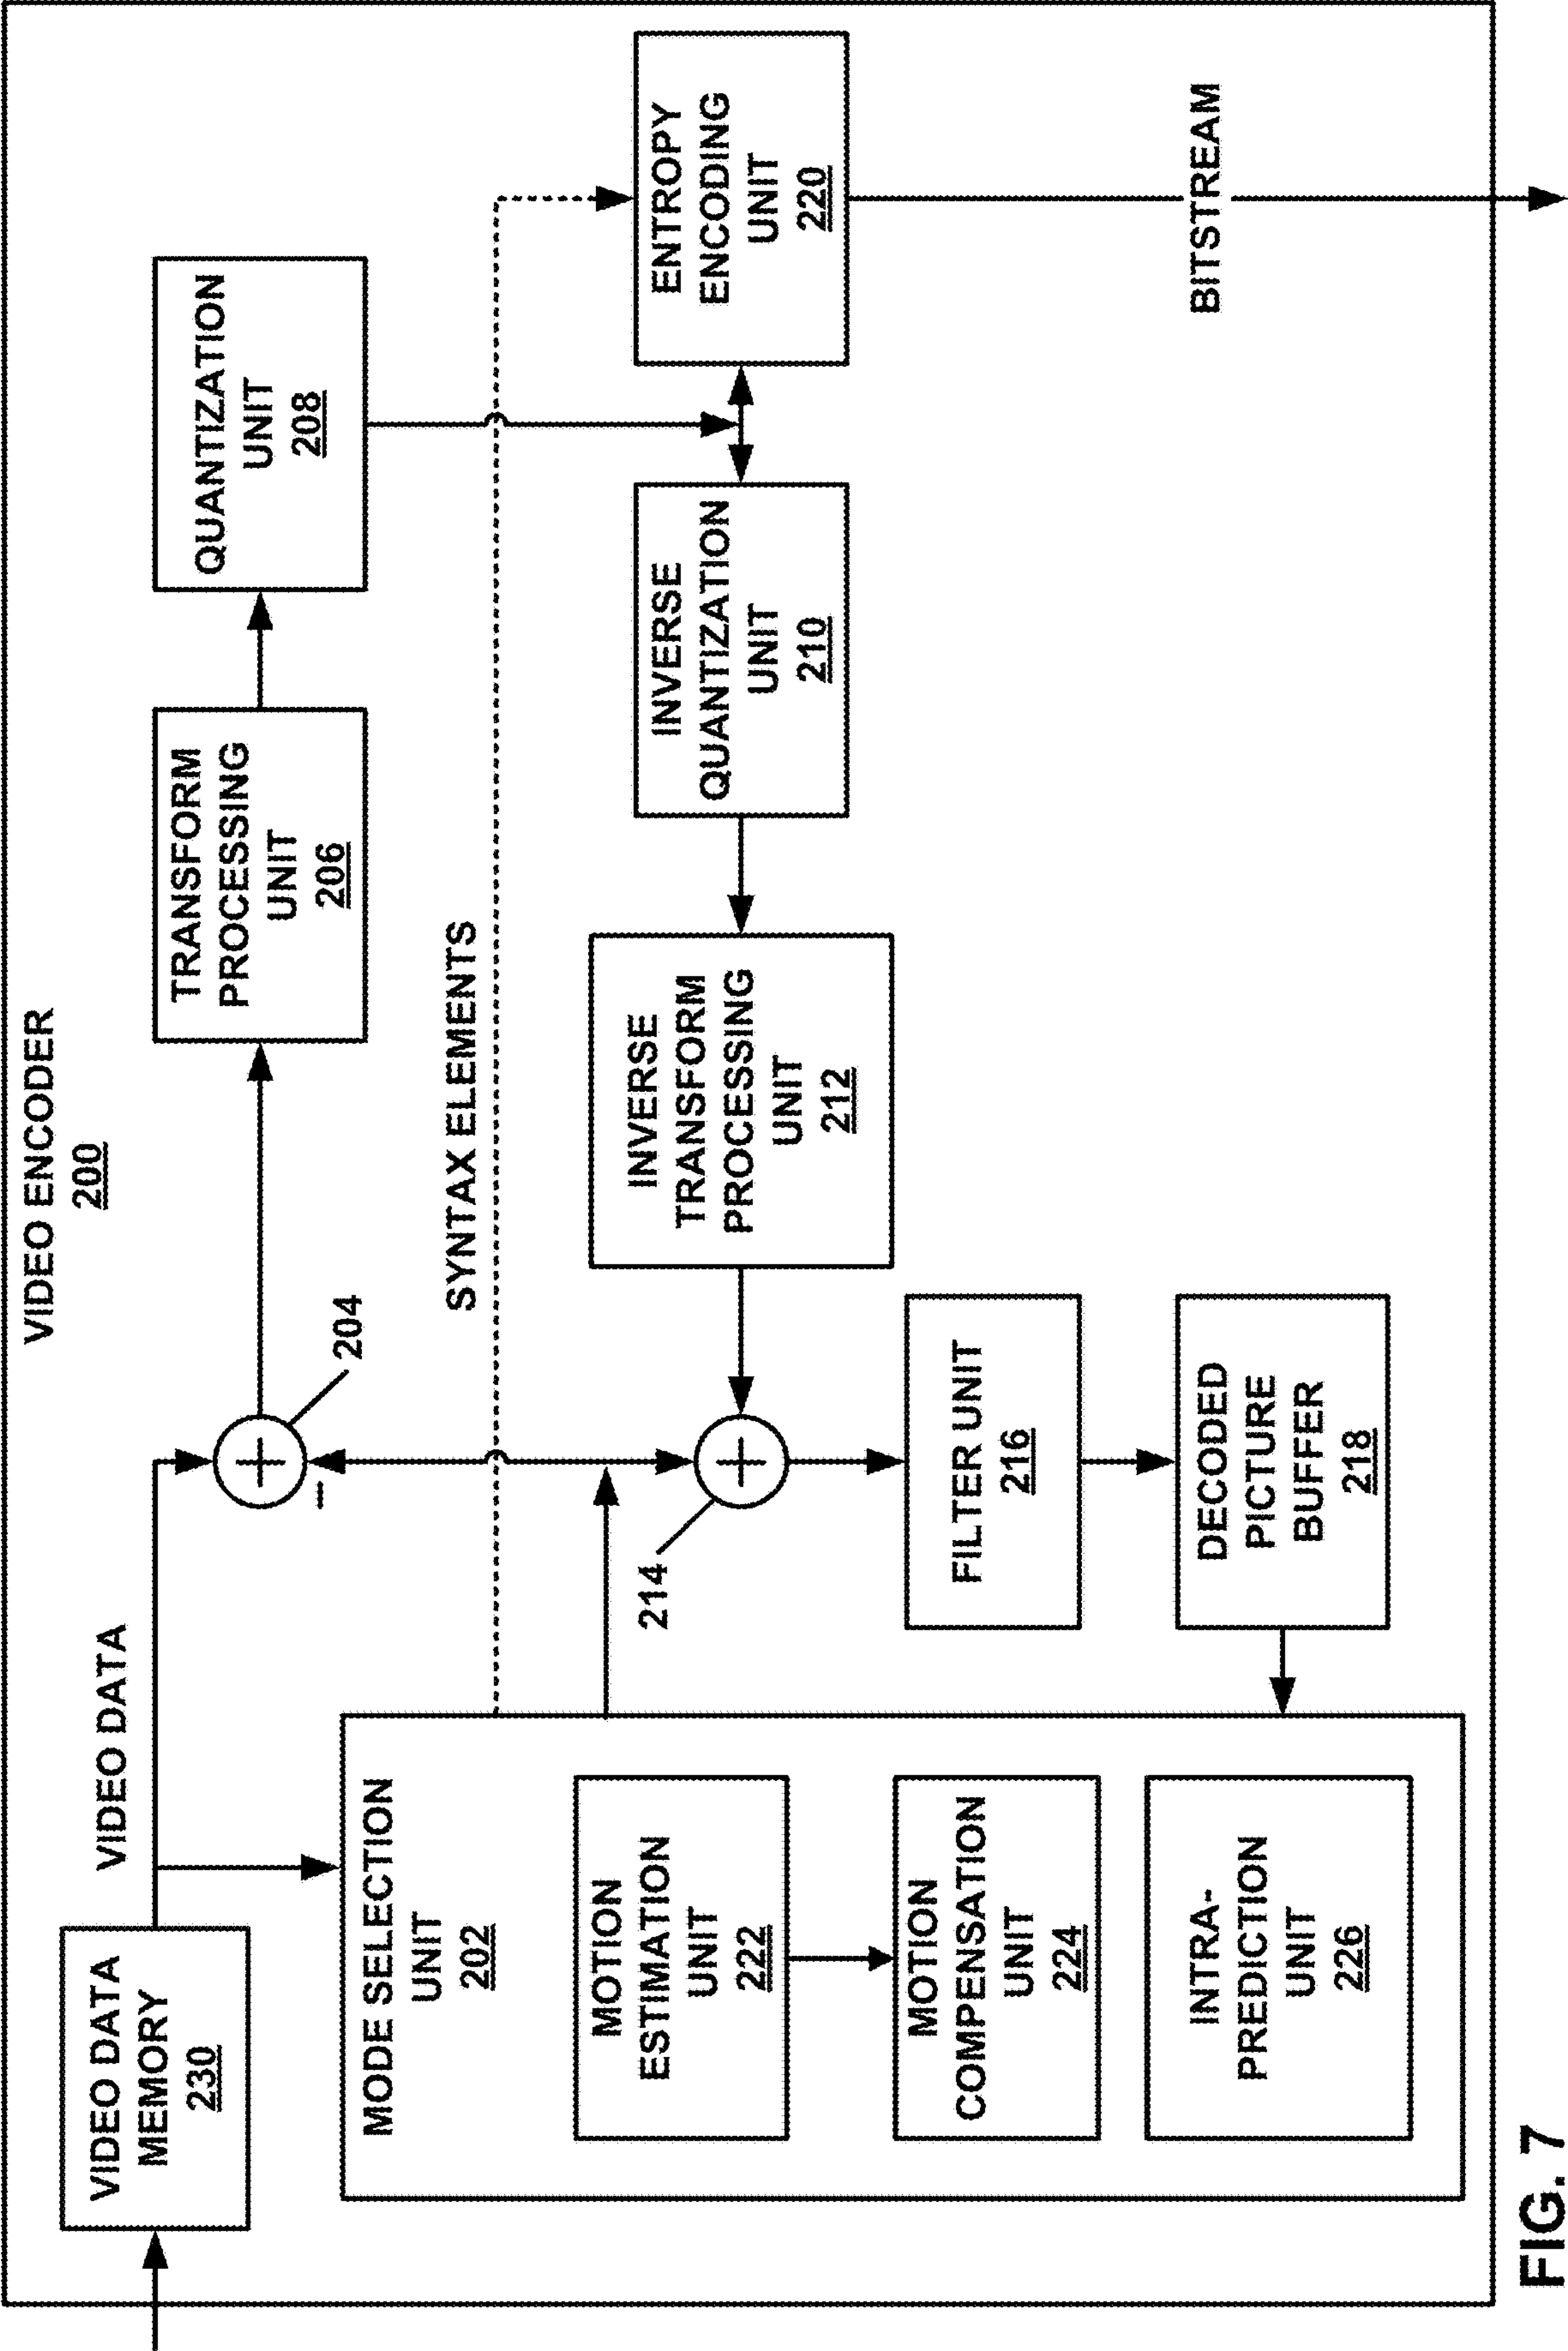 VIDEO ENCODER
200
VIDEO DATA
MEMORY
230
VIDEO DATA
204
TRANSFORM
PROCESSING
UNIT
206
QUANTIZATION
UNIT
208
SYNTAX ELEMENTS
MODE SELECTION
UNIT
202
MOTION
ESTIMATION
UNIT
222
MOTION
COMPENSATION
UNIT
224
INTRA-
PREDICTION
UNIT
226
214
INVERSE
TRANSFORM
PROCESSING
UNIT
212
INVERSE
QUANTIZATION
UNIT
210
ENTROPY
ENCODING
UNIT
220
FILTER UNIT
216
DECODED
PICTURE
BUFFER
218
BITSTREAM
FIG. 7